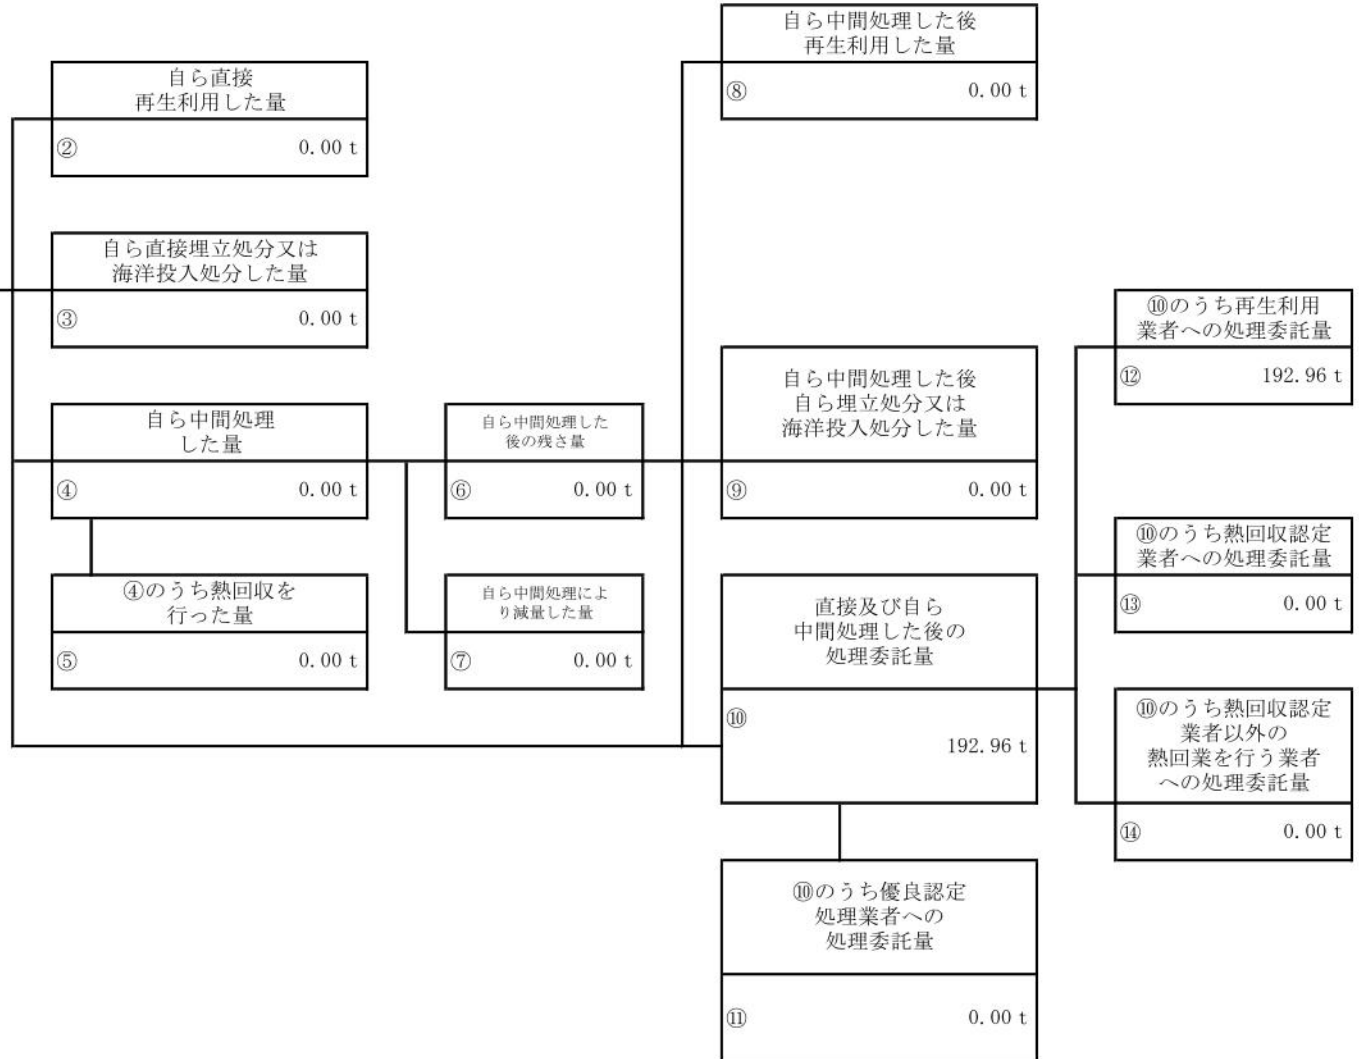 自ら直接
再生利用した量
② 0.00 t
自ら直接埋立処分又は
海洋投入処分した量
③ 0.00 t
自ら中間処理
した量
④ 0.00 t
④のうち熱回収を
行った量
⑤ 0.00 t
自ら中間処理した
後の残さ量
⑥ 0.00 t
自ら中間処理によ
り減量した量
⑦ 0.00 t
自ら中間処理した後
再生利用した量
⑧ 0.00 t
自ら中間処理した後
自ら埋立処分又は
海洋投入処分した量
⑨ 0.00 t
直接及び自ら
中間処理した後の
処理委託量
⑩
192.96 t
⑩のうち優良認定
処理業者への
処理委託量
⑪ 0.00 t
⑩のうち再生利用
業者への処理委託量
⑫ 192.96 t
⑩のうち熱回収認定
業者への処理委託量
⑬ 0.00 t
⑩のうち熱回収認定
業者以外の
熱回業を行う業者
への処理委託量
⑭ 0.00 t